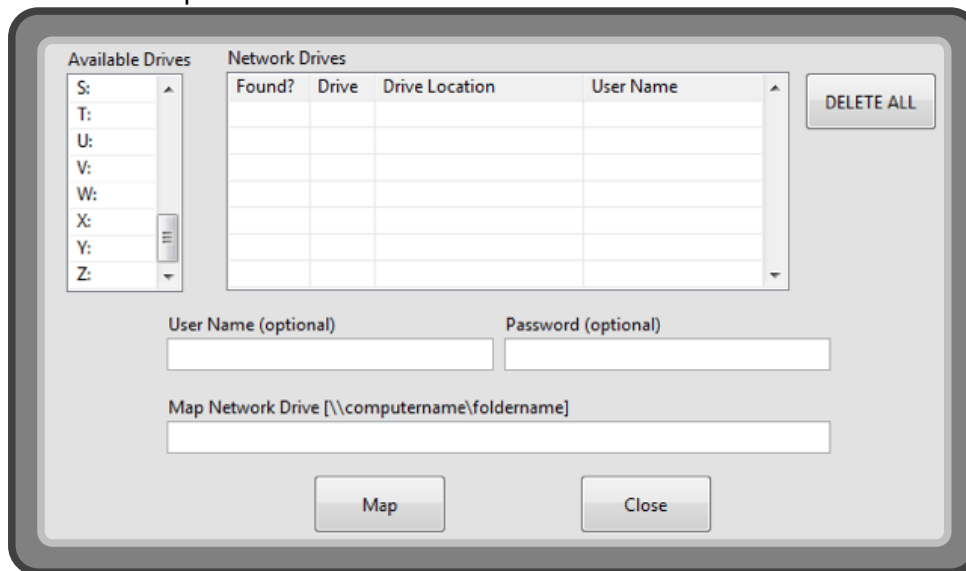 Available Drives
S:
T:
U:
V:
W:
X:
Y:
Z:
Network Drives
Found? Drive Drive Location User Name
DELETE ALL
User Name (optional)
Password (optional)
Map Network Drive [\\computername\foldername]
Map
Close